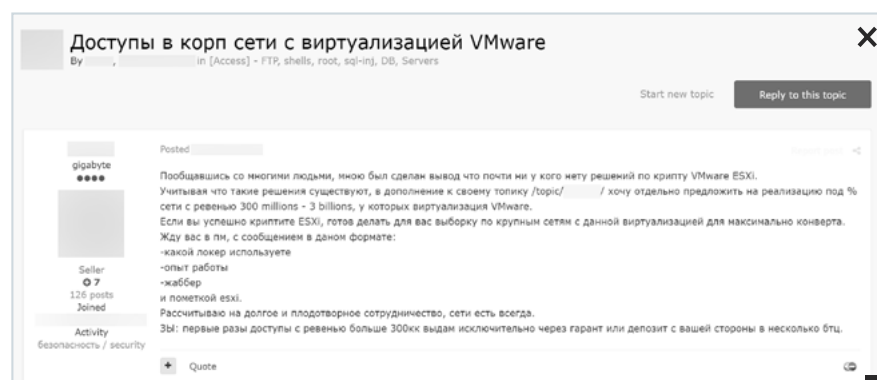 Доступы в корп сети с виртуализацией VMware
By , in [Access] - FTP, shells, root, sql-inj, DB, Servers
Start new topic
Reply to this topic
Posted
gigabyte
Пообщавшись со многими людьми, мною был сделан вывод что почти ни у кого нету решений по крипту VMware ESXi.
Учитывая что такие решения существуют, в дополнение к своему топику /topic/ / хочу отдельно предложить на реализацию под %
сети с ревенью 300 millions - 3 billions, у которых виртуализация VMware.
Если вы успешно криптите ESXi, готов делать для вас выборку по крупным сетям с данной виртуализацией для максимально конверта.
Жду вас в пм, с сообщением в даном формате:
-какой локер используете
-опыт работы
-жаббер
и пометкой esxi.
Рассчитываю на долгое и плодотворное сотрудничество, сети есть всегда.
ЗЫ: первые разы доступы с ревенью больше 300кк выдам исключительно через гарант или депозит с вашей стороны в несколько бтц.
Seller
7
126 posts
Joined
Activity
безопасность / security
Quote